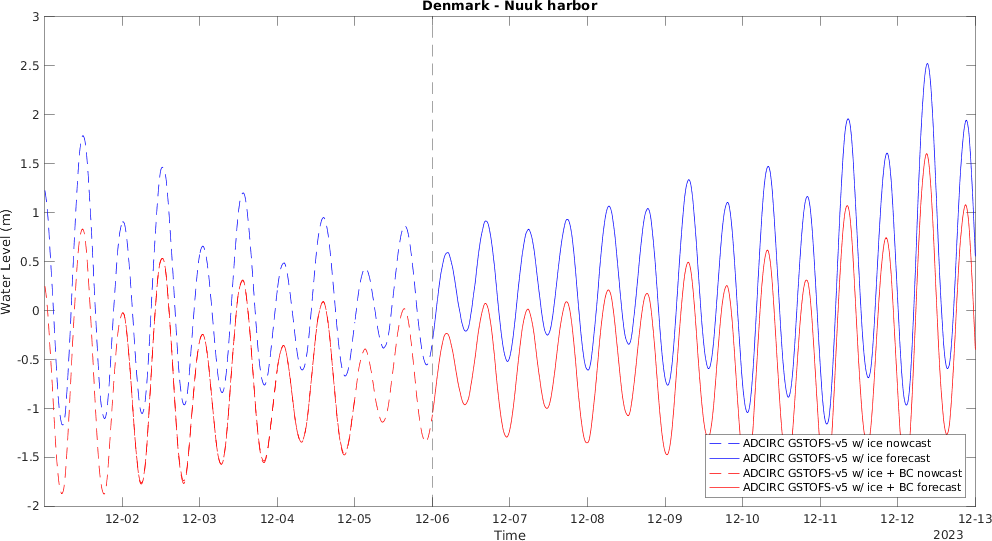 Denmark - Nuuk harbor
3
2.5
2
1.5
1
0.5
0
-0.5
-1
-1.5
-2
Water Level (m)
ADCIRC GSTOFS-v5 w/ ice nowcast
ADCIRC GSTOFS-v5 w/ ice forecast
ADCIRC GSTOFS-v5 w/ ice + BC nowcast
ADCIRC GSTOFS-v5 w/ ice + BC forecast
12-02 12-03 12-04 12-05 12-06 12-07 12-08 12-09 12-10 12-11 12-12 12-13
Time
2023